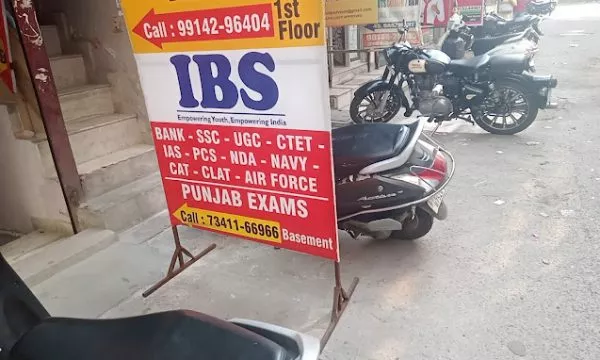 1st
Call : 99142-96404
Floor
IBS
Empowering Youth, Empowering India
BANK - SSC - UGC - CTET -
IAS - PCS - NDA - NAVY -
CAT - CLAT - AIR FORCE
PUNJAB EXAMS
Call : 73411-66966
Basement
Activa